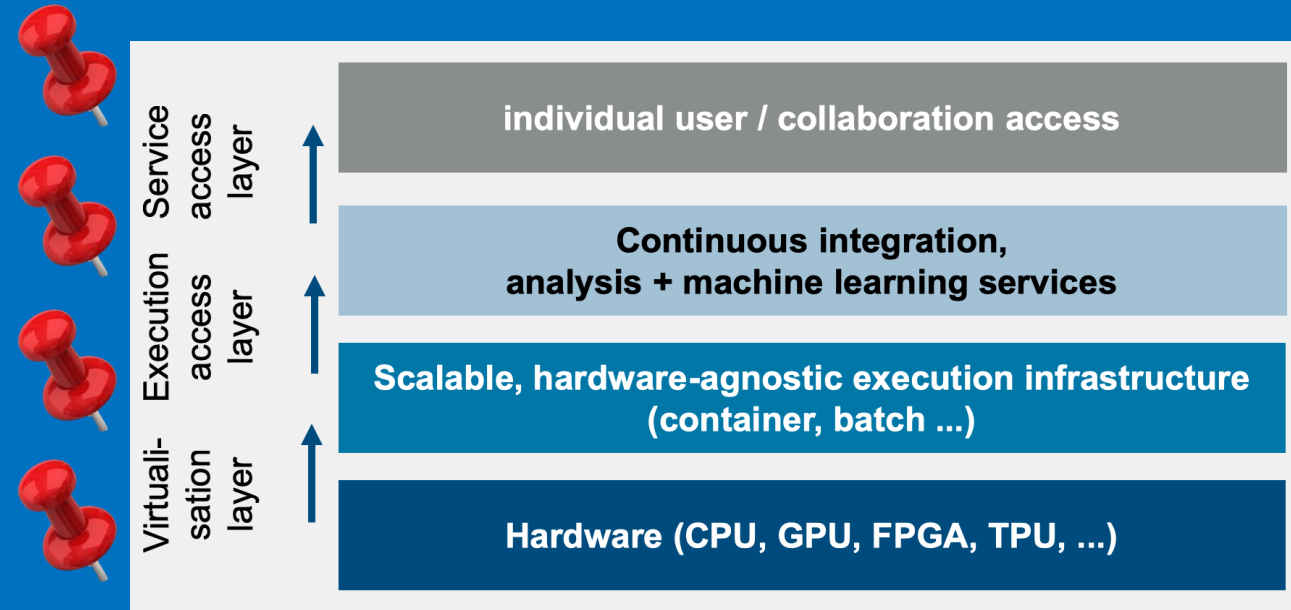 Service
access
layer
Execution
access
layer
Virtuali-
sation
layer
individual user / collaboration access
Continuous integration,
analysis + machine learning services
Scalable, hardware-agnostic execution infrastructure
(container, batch ...)
Hardware (CPU, GPU, FPGA, TPU, ...)